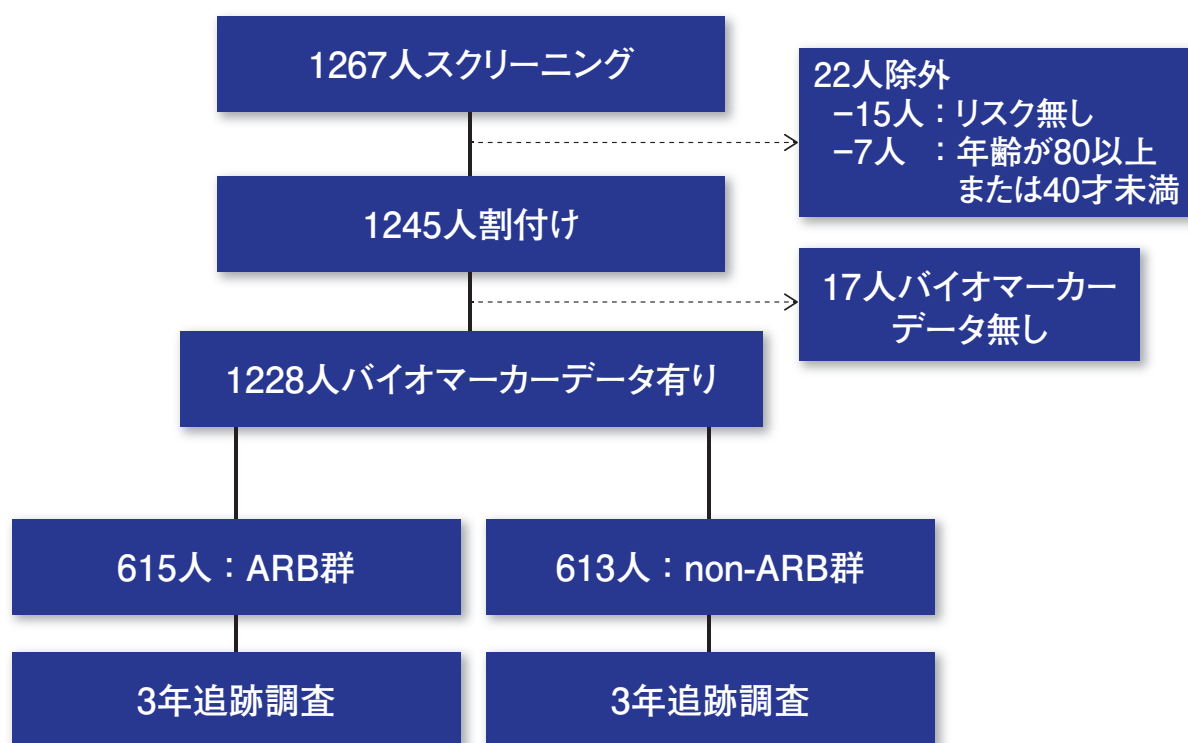 1267人スクリーニング
22人除外
−15人：リスク無し
−7人　：年齢が80以上
または40才未満
1245人割付け
17人バイオマーカー
データ無し
1228人バイオマーカーデータ有り
615人：ARB群
613人：non-ARB群
3年追跡調査
3年追跡調査